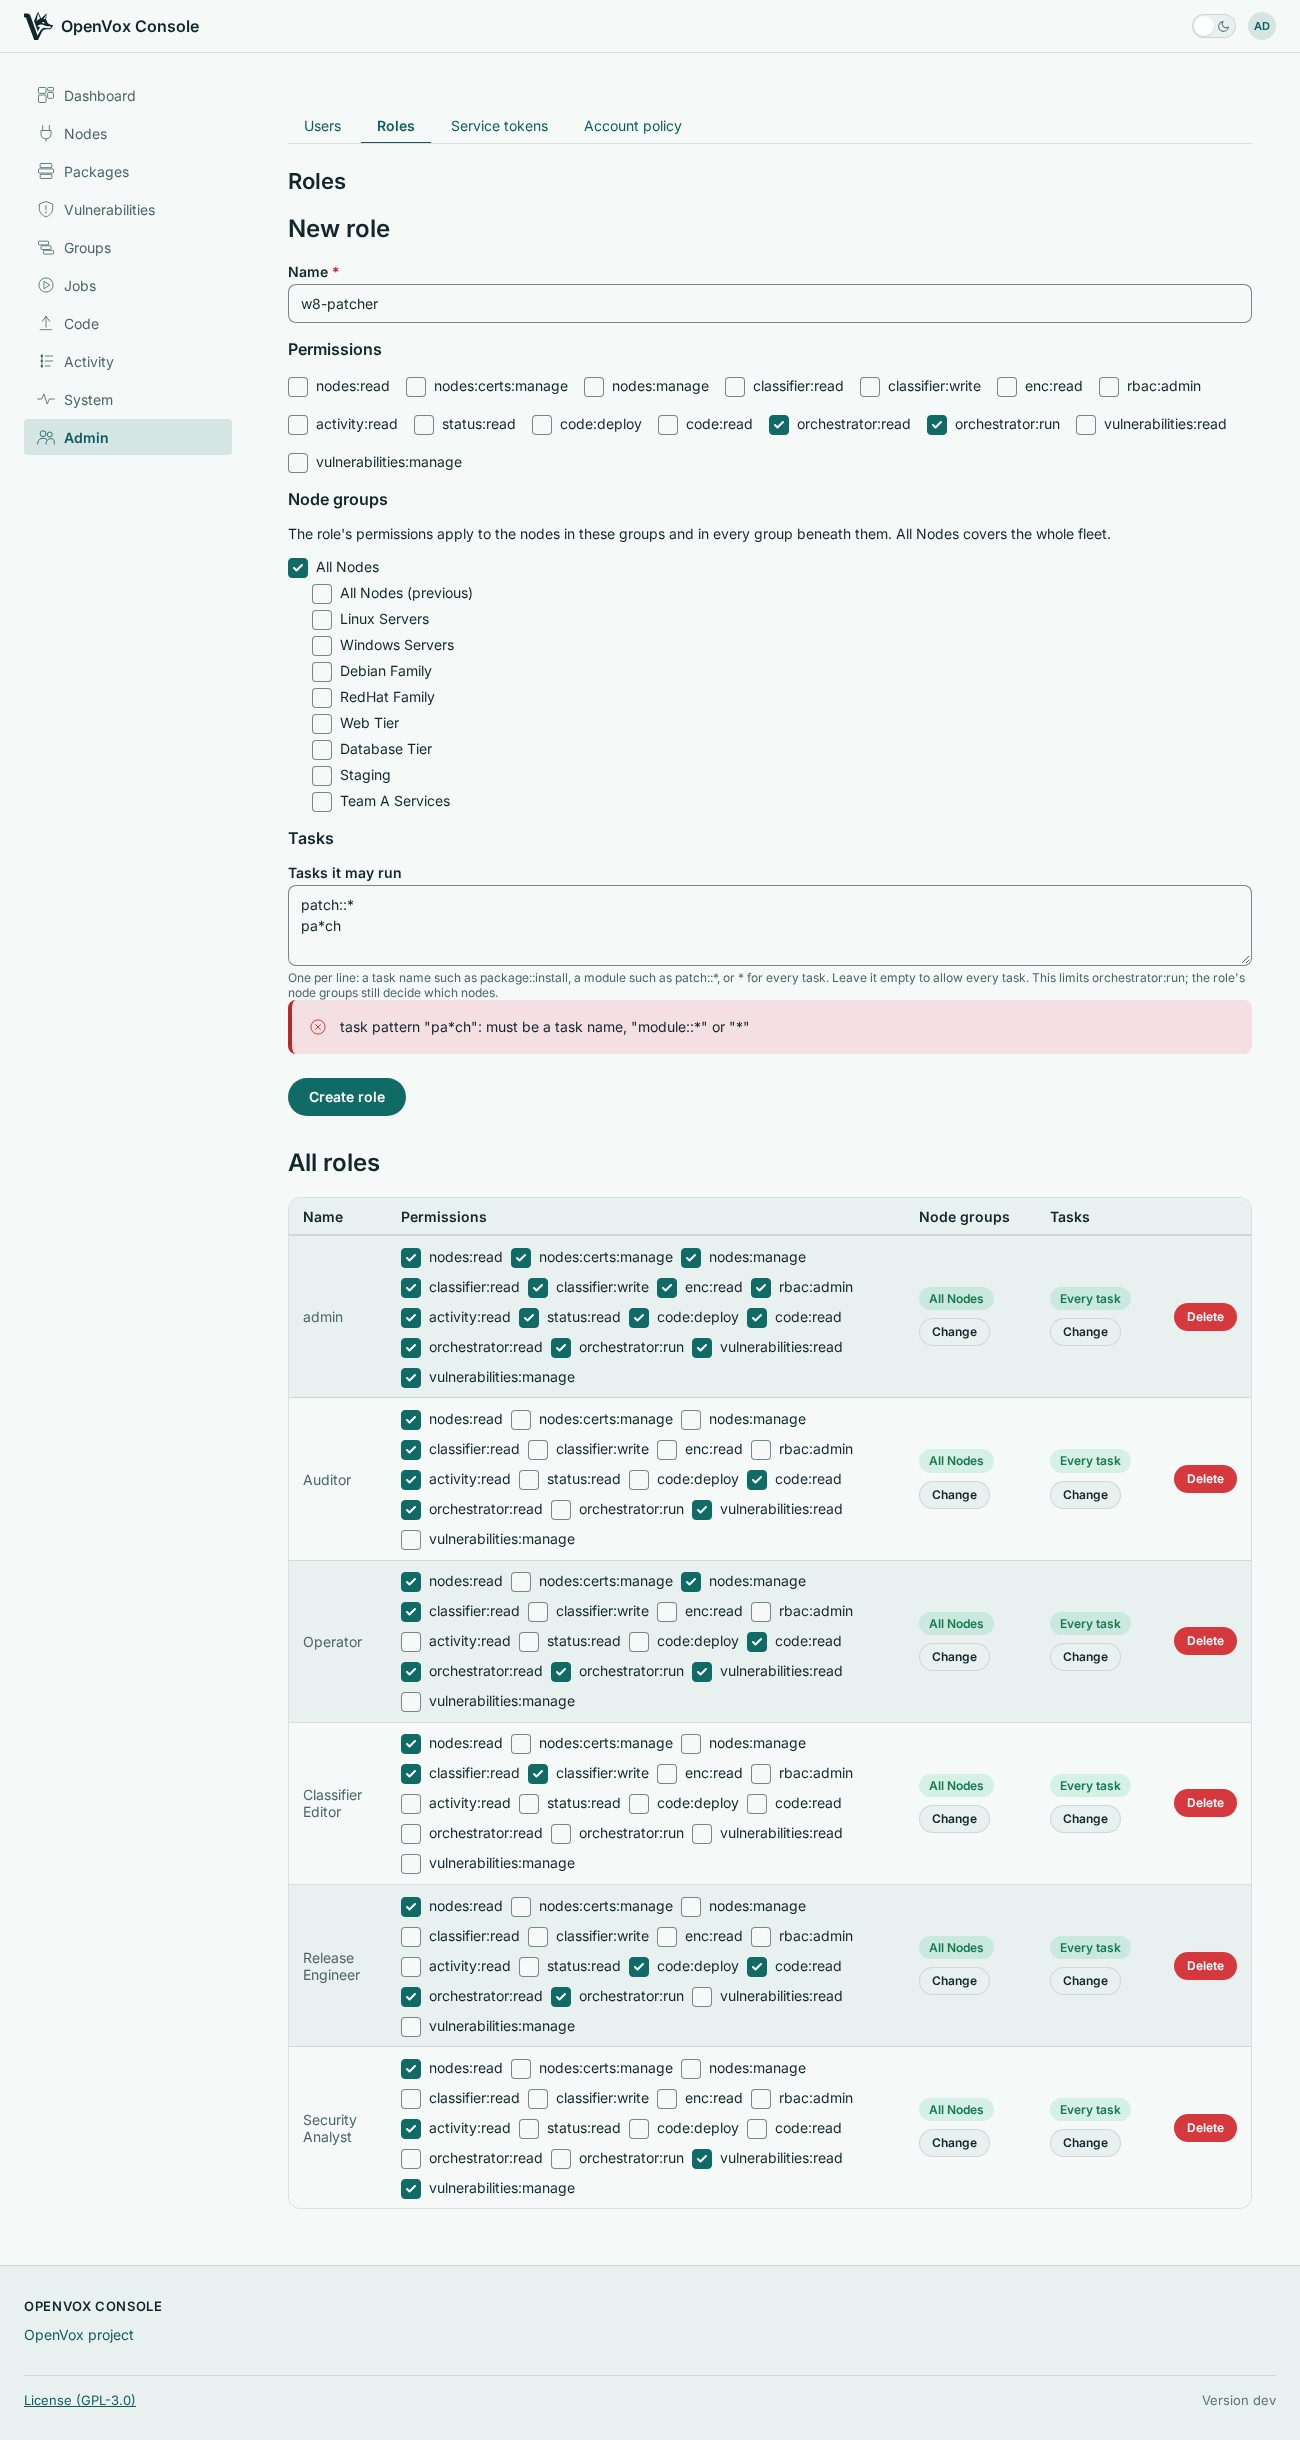 OpenVox Console
AD
Dashboard
Nodes
Packages
Vulnerabilities
Groups
Jobs
Code
Activity
System
Admin
Users Roles Service tokens Account policy
Roles
New role
Name *
w8-patcher
Permissions
nodes:read nodes:certs:manage nodes:manage classifier:read classifier:write enc:read rbac:admin
activity:read status:read code:deploy code:read orchestrator:read orchestrator:run vulnerabilities:read
vulnerabilities:manage
Node groups
The role's permissions apply to the nodes in these groups and in every group beneath them. All Nodes covers the whole fleet.
All Nodes
All Nodes (previous)
Linux Servers
Windows Servers
Debian Family
RedHat Family
Web Tier
Database Tier
Staging
Team A Services
Tasks
Tasks it may run
patch::*
pa*ch
One per line: a task name such as package::install, a module such as patch::*, or * for every task. Leave it empty to allow every task. This limits orchestrator:run; the role's
node groups still decide which nodes.
task pattern "pa*ch": must be a task name, "module::*" or "*"
Create role
All roles
Name Permissions Node groups Tasks
admin
nodes:read nodes:certs:manage nodes:manage
classifier:read classifier:write enc:read rbac:admin
activity:read status:read code:deploy code:read
orchestrator:read orchestrator:run vulnerabilities:read
vulnerabilities:manage
All Nodes
Change
Every task
Change
Delete
Auditor
nodes:read nodes:certs:manage nodes:manage
classifier:read classifier:write enc:read rbac:admin
activity:read status:read code:deploy code:read
orchestrator:read orchestrator:run vulnerabilities:read
vulnerabilities:manage
All Nodes
Change
Every task
Change
Delete
Operator
nodes:read nodes:certs:manage nodes:manage
classifier:read classifier:write enc:read rbac:admin
activity:read status:read code:deploy code:read
orchestrator:read orchestrator:run vulnerabilities:read
vulnerabilities:manage
All Nodes
Change
Every task
Change
Delete
Classifier
Editor
nodes:read nodes:certs:manage nodes:manage
classifier:read classifier:write enc:read rbac:admin
activity:read status:read code:deploy code:read
orchestrator:read orchestrator:run vulnerabilities:read
vulnerabilities:manage
All Nodes
Change
Every task
Change
Delete
Release
Engineer
nodes:read nodes:certs:manage nodes:manage
classifier:read classifier:write enc:read rbac:admin
activity:read status:read code:deploy code:read
orchestrator:read orchestrator:run vulnerabilities:read
vulnerabilities:manage
All Nodes
Change
Every task
Change
Delete
Security
Analyst
nodes:read nodes:certs:manage nodes:manage
classifier:read classifier:write enc:read rbac:admin
activity:read status:read code:deploy code:read
orchestrator:read orchestrator:run vulnerabilities:read
vulnerabilities:manage
All Nodes
Change
Every task
Change
Delete
OPENVOX CONSOLE
OpenVox project
License (GPL-3.0)
Version dev